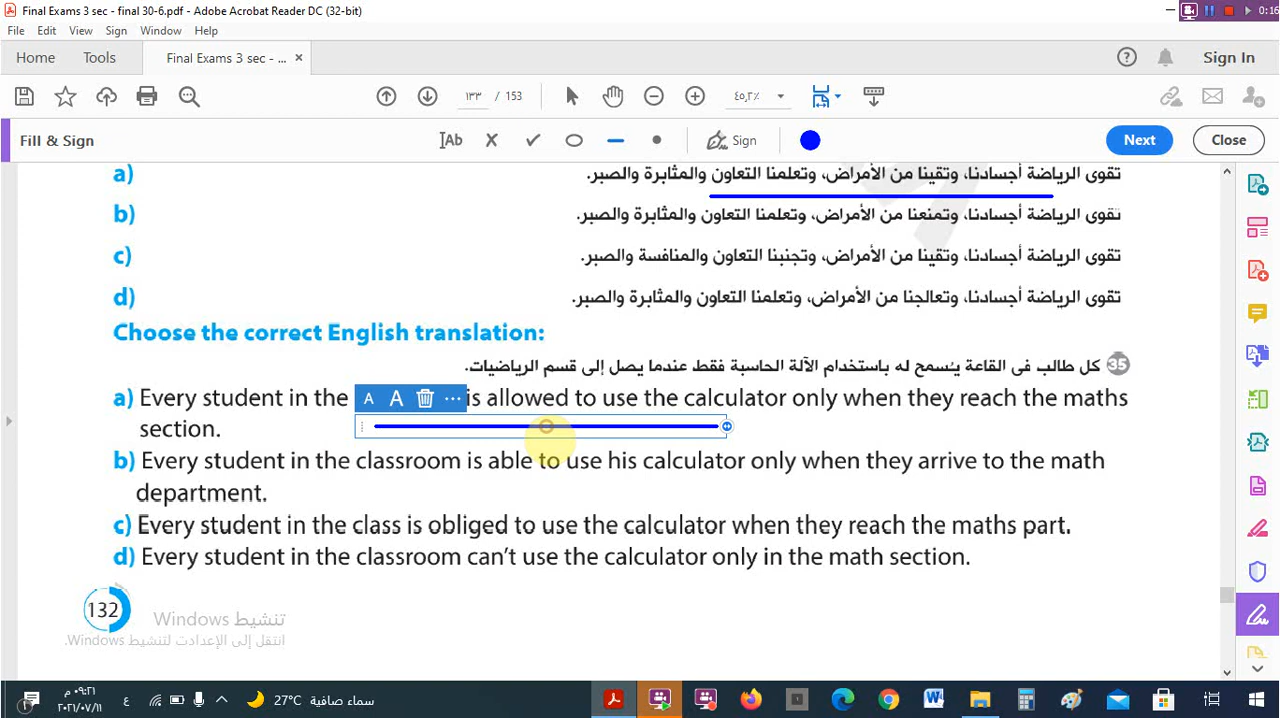 Final Exams 3 sec - final 30-6.pdf - Adobe Acrobat Reader DC (32-bit)
0:16
File Edit View Sign Window Help
Home Tools Final Exams 3 sec - ... × Sign In
١٣٣ / 153 ٤٥,٢٪
Fill & Sign Ab Sign Next Close
a) تقوى الرياضة أجسادنا، وتقينا من الأمراض، وتعلمنا التعاون والمثابرة والصبر.
b) تقوى الرياضة أجسادنا، وتمنعنا من الأمراض، وتعلمنا التعاون والمثابرة والصبر.
c) تقوى الرياضة أجسادنا، وتقينا من الأمراض، وتجنبنا التعاون والمنافسة والصبر.
d) تقوى الرياضة أجسادنا، وتعالجنا من الأمراض، وتعلمنا التعاون والمثابرة والصبر.
Choose the correct English translation:
35 كل طالب فى القاعة يُسمح له باستخدام الآلة الحاسبة فقط عندما يصل إلى قسم الرياضيات.
a) Every student in the A A ... is allowed to use the calculator only when they reach the maths
section.
b) Every student in the classroom is able to use his calculator only when they arrive to the math
department.
c) Every student in the class is obliged to use the calculator when they reach the maths part.
d) Every student in the classroom can't use the calculator only in the math section.
132
تنشيط Windows
انتقل إلى الإعدادات لتنشيط Windows.
٠٩:٢١ م
٢٠٢١/٠٧/١١
ع
27°C سماء صافية